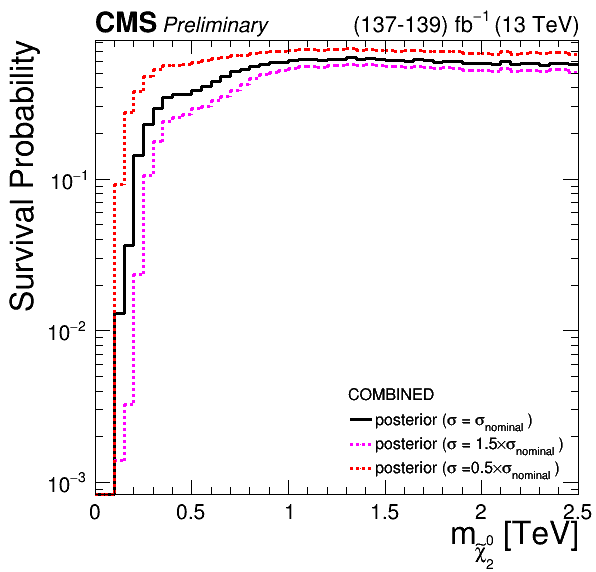 CMS Preliminary (137-139) fb⁻¹ (13 TeV)
Survival Probability
10⁻¹
10⁻²
10⁻³
COMBINED
posterior (σ = σnominal)
posterior (σ = 1.5×σnominal)
posterior (σ =0.5×σnominal)
0 0.5 1 1.5 2 2.5
m_χ̃⁰₂ [TeV]